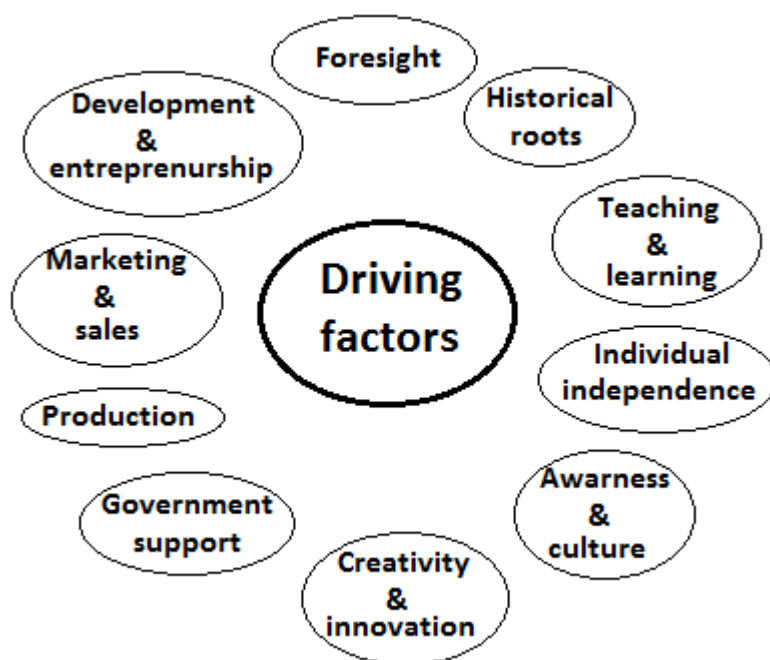 Foresight
Historical
roots
Teaching
&
learning
Individual
independence
Awarness
&
culture
Creativity
&
innovation
Government
support
Production
Marketing
&
sales
Development
&
entreprenurship
Driving
factors